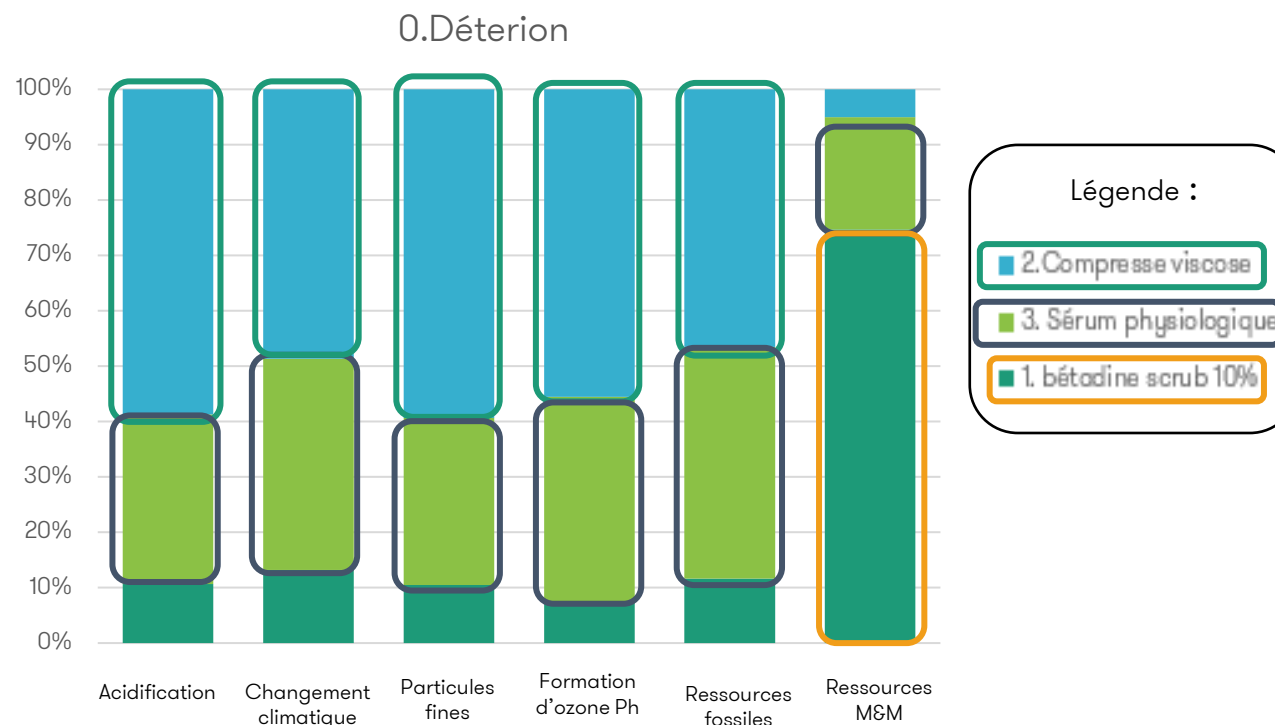 0.Déterion
100%
90%
80%
70%
60%
50%
40%
30%
20%
10%
0%
Acidification
Changement
climatique
Particules
fines
Formation
d'ozone Ph
Ressources
fossiles
Ressources
M&M
Légende :
2.Compresse viscose
3. Sérum physiologique
1. bétadine scrub 10%